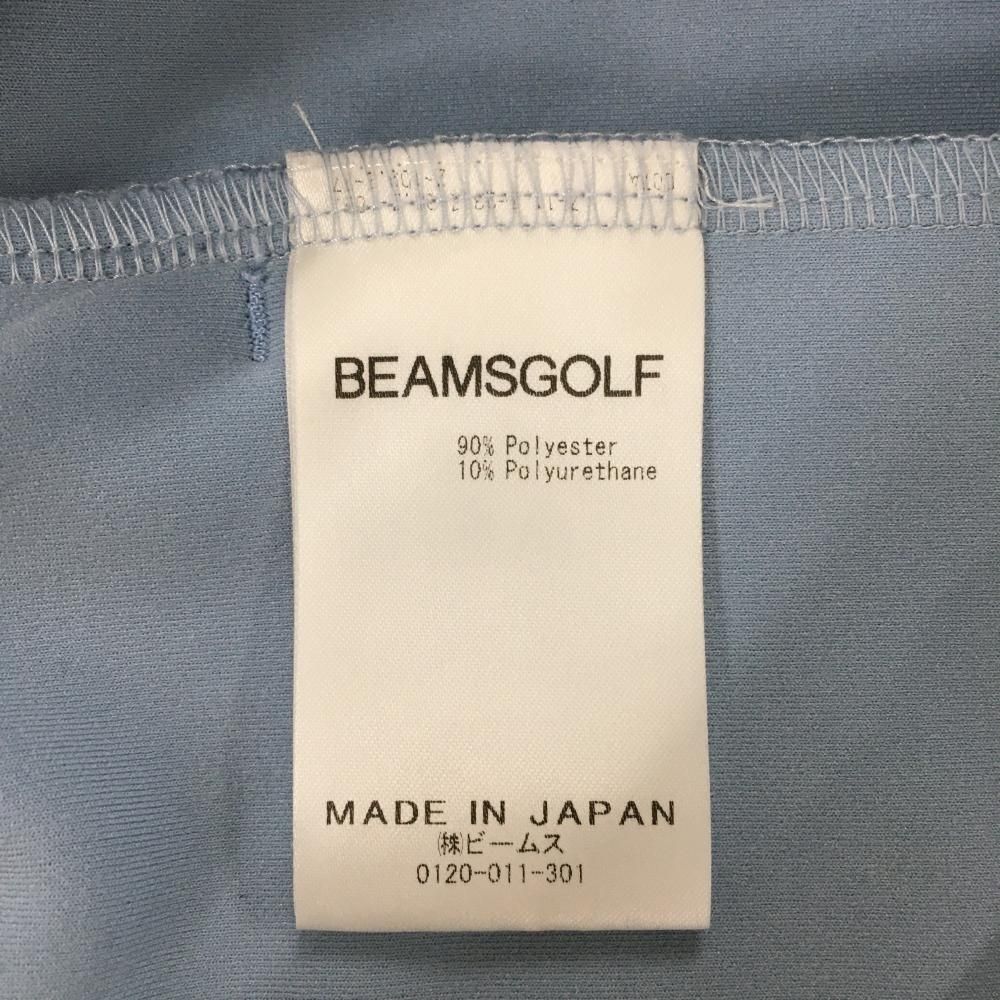 BEAMSGOLF
90% Polyester
10% Polyurethane
MADE IN JAPAN
㈱ビームス
0120-011-301